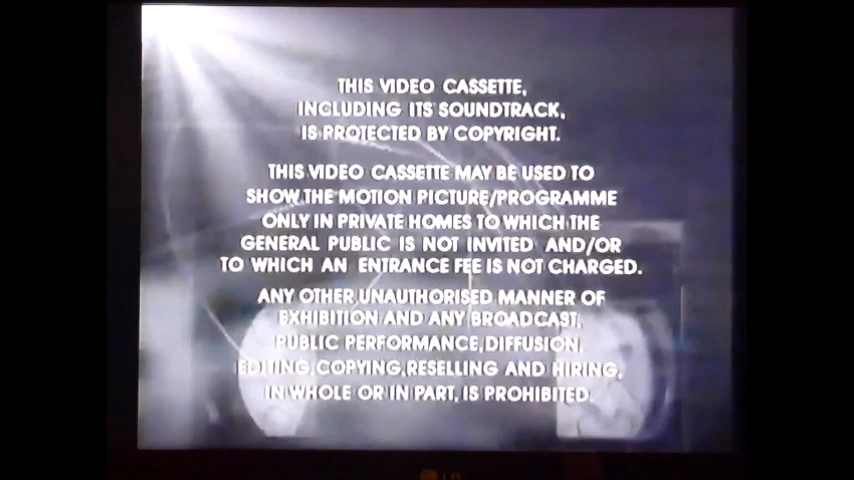 THIS VIDEO CASSETTE,
INCLUDING ITS SOUNDTRACK,
IS PROTECTED BY COPYRIGHT.
THIS VIDEO CASSETTE MAY BE USED TO
SHOW THE MOTION PICTURE/PROGRAMME
ONLY IN PRIVATE HOMES TO WHICH THE
GENERAL PUBLIC IS NOT INVITED AND/OR
TO WHICH AN ENTRANCE FEE IS NOT CHARGED.
ANY OTHER UNAUTHORISED MANNER OF
EXHIBITION AND ANY BROADCAST,
PUBLIC PERFORMANCE, DIFFUSION,
EDITING, COPYING, RESELLING AND HIRING,
IN WHOLE OR IN PART, IS PROHIBITED.
LG